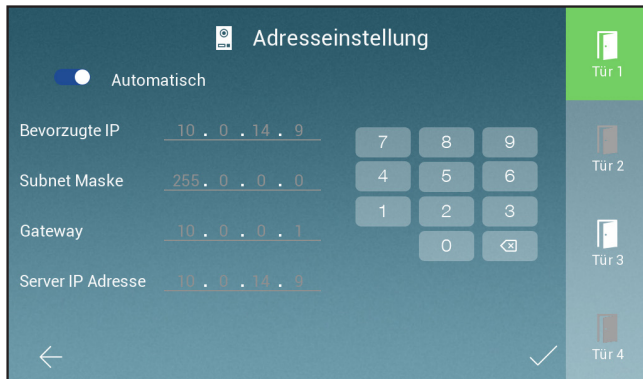 Adresseinstellung
Automatisch
Bevorzugte IP 10 . 0 . 14 . 9
Subnet Maske 255. 0 . 0 . 0
Gateway 10 . 0 . 0 . 1
Server IP Adresse 10 . 0 . 14 . 9
7 8 9
4 5 6
1 2 3
0
Tür 1
Tür 2
Tür 3
Tür 4